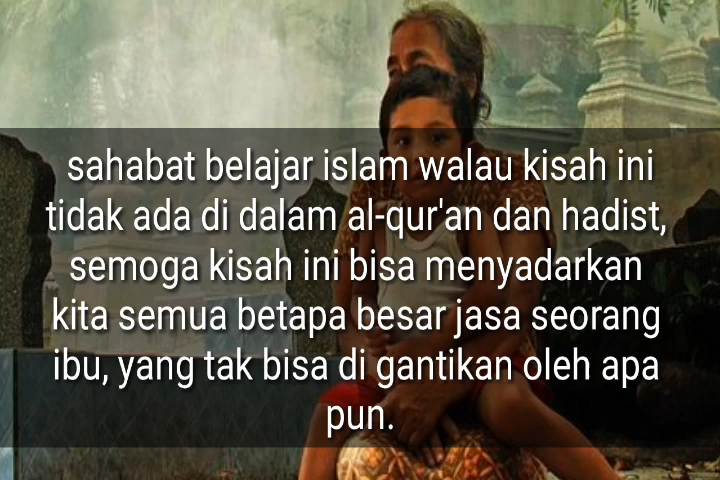 sahabat belajar islam walau kisah ini
tidak ada di dalam al-qur'an dan hadist,
semoga kisah ini bisa menyadarkan
kita semua betapa besar jasa seorang
ibu, yang tak bisa di gantikan oleh apa
pun.